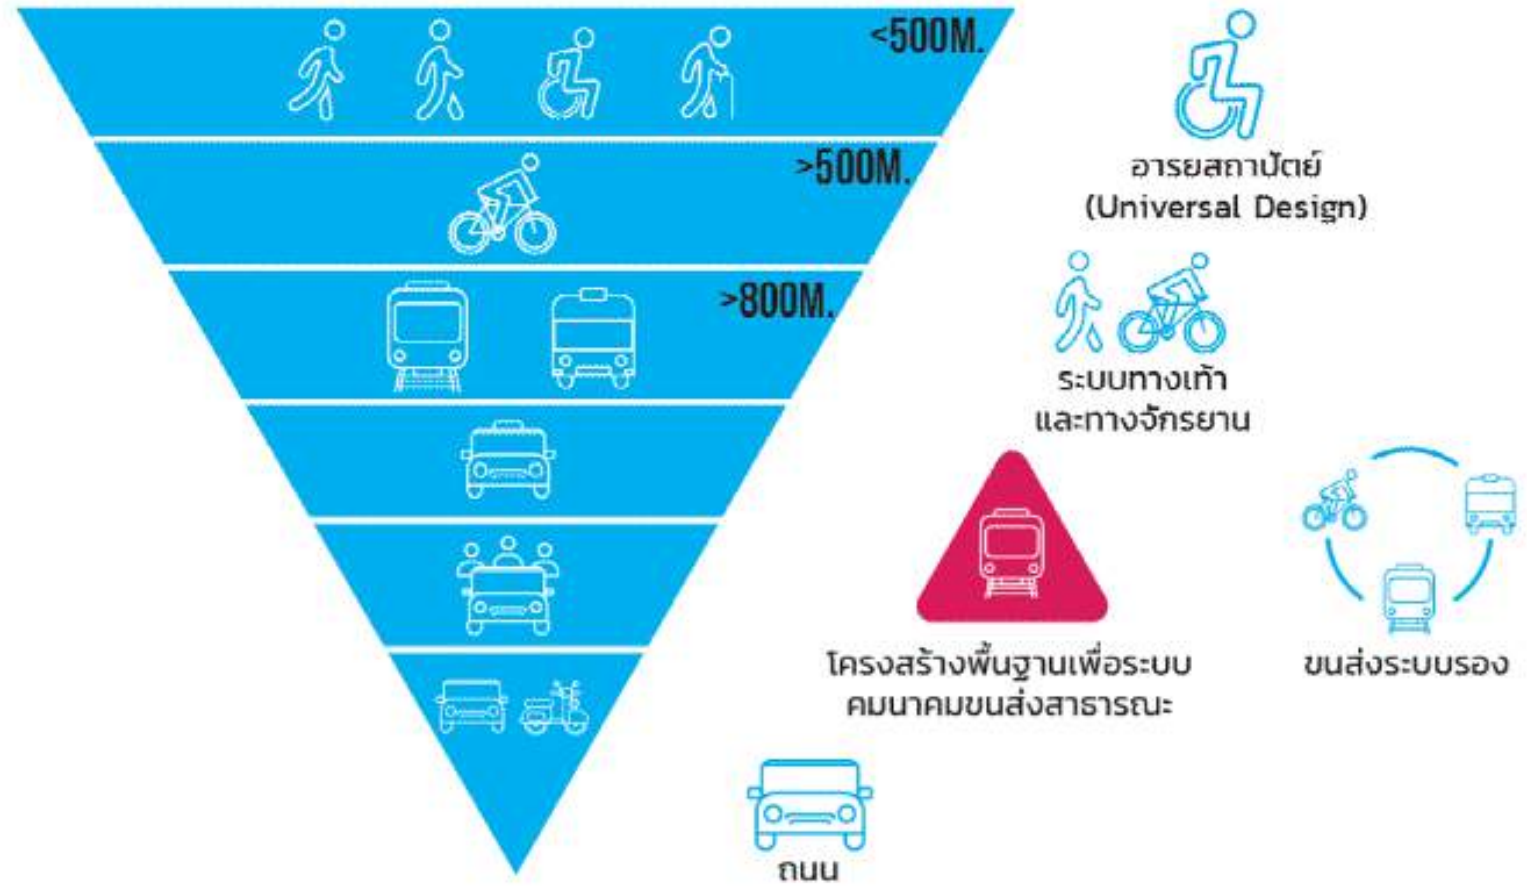 <500M.
>500M.
>800M.
อารยสถาปัตย์
(Universal Design)
ระบบทางเท้า
และทางจักรยาน
โครงสร้างพื้นฐานเพื่อระบบ
คมนาคมขนส่งสาธารณะ
ขนส่งระบบรอง
ถนน